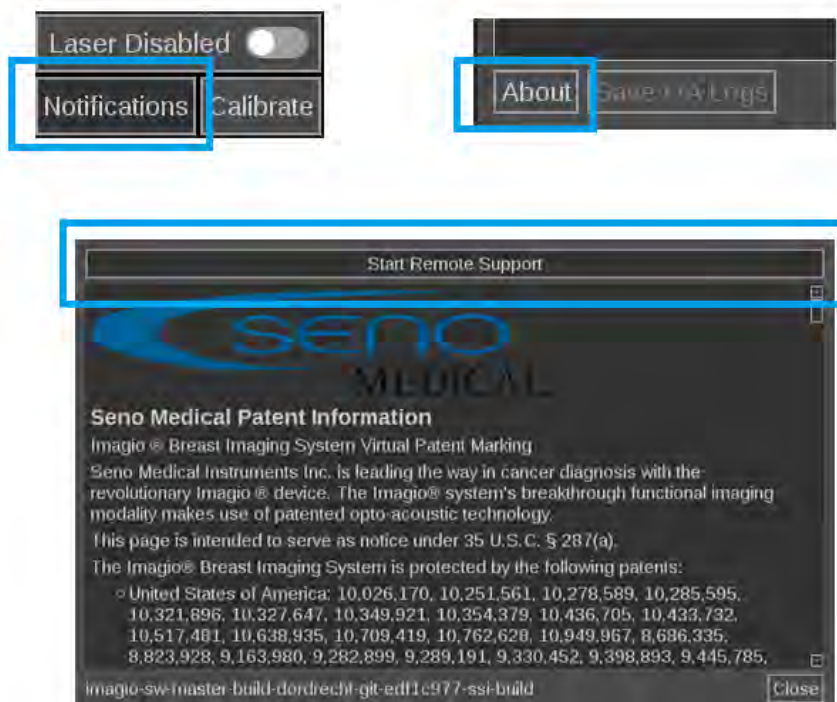 Laser Disabled
Notifications Calibrate
About Save OA Logs
Start Remote Support
SENO
MEDICAL
Seno Medical Patent Information
Imagio ® Breast Imaging System Virtual Patent Marking
Seno Medical Instruments Inc. is leading the way in cancer diagnosis with the
revolutionary Imagio ® device. The Imagio® system's breakthrough functional imaging
modality makes use of patented opto-acoustic technology.
This page is intended to serve as notice under 35 U.S.C. § 287(a).
The Imagio® Breast Imaging System is protected by the following patents:
United States of America: 10,026,170, 10,251,561, 10,278,589, 10,285,595,
10,321,896, 10,327,647, 10,349,921, 10,354,379, 10,436,705, 10,433,732,
10,517,481, 10,638,935, 10,709,419, 10,762,628, 10,949,967, 8,686,335,
8,823,928, 9,163,980, 9,282,899, 9,289,191, 9,330,452, 9,398,893, 9,445,785,
imagio-sw-master-build-dordrecht-git-edf1c977-ssi-build Close